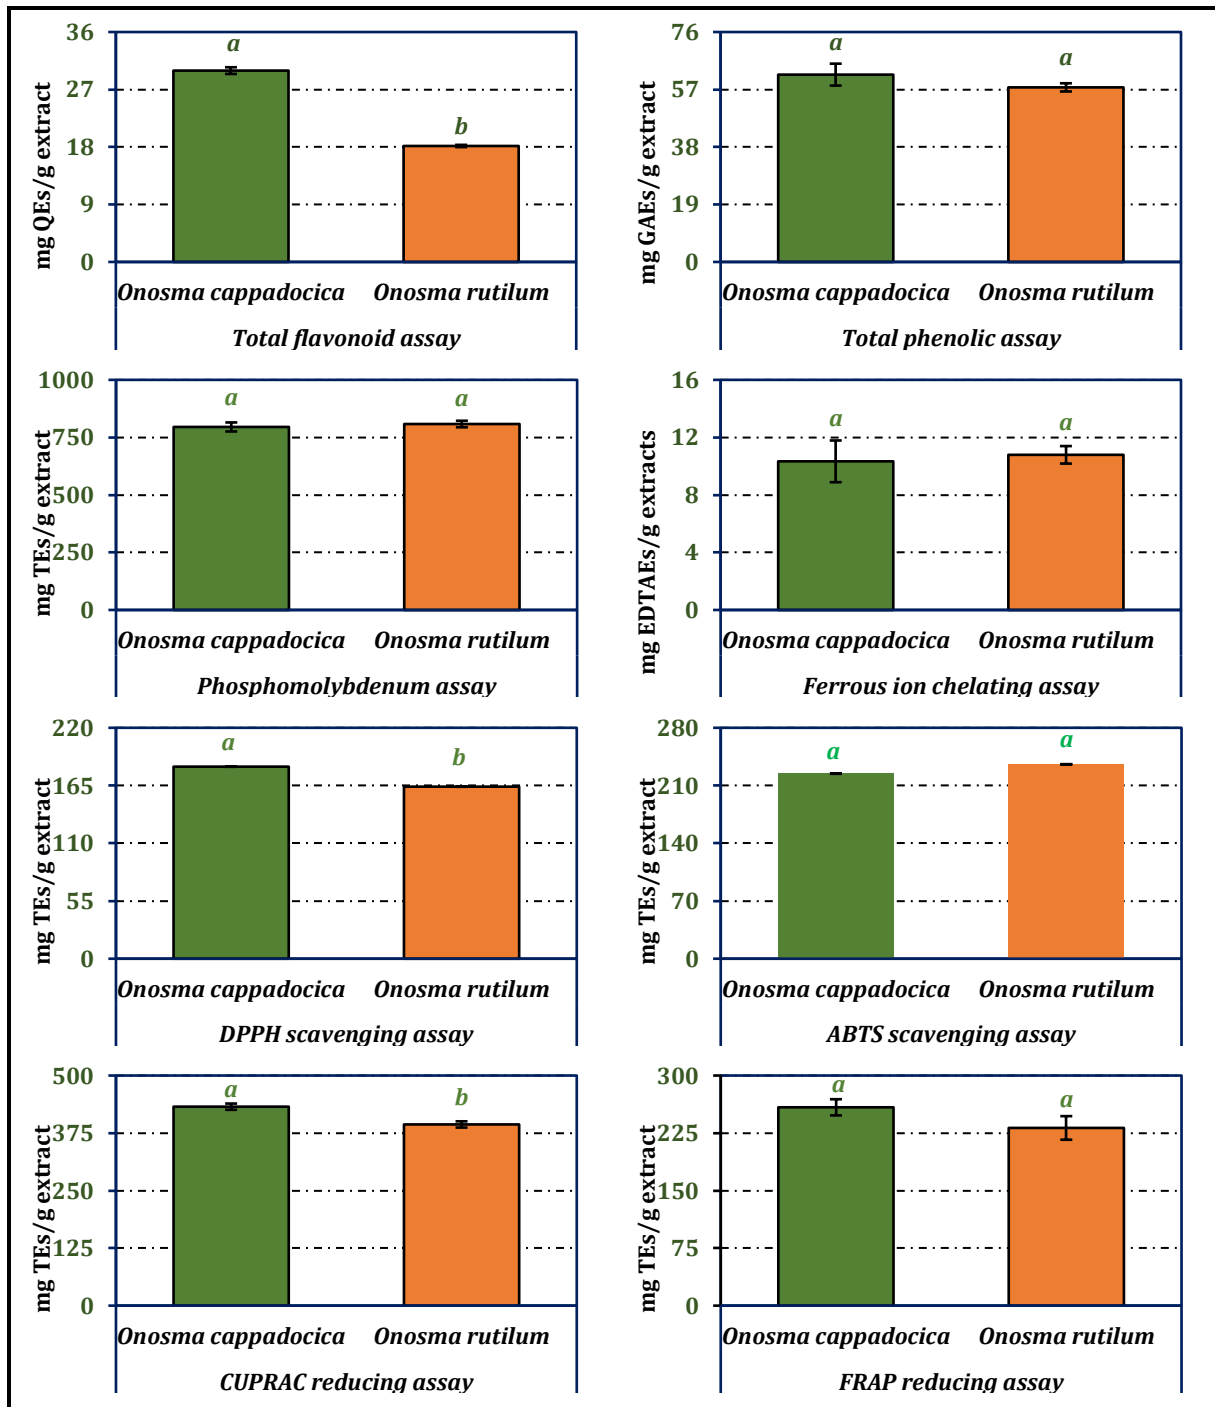 mg QEs/g extract
36
27
18
9
0
a
b
Onosma cappadocica Onosma rutilum
Total flavonoid assay
mg GAEs/g extract
76
57
38
19
0
a
a
Onosma cappadocica Onosma rutilum
Total phenolic assay
mg TEs/g extract
1000
750
500
250
0
a
a
Onosma cappadocica Onosma rutilum
Phosphomolybdenum assay
mg EDTAEs/g extracts
16
12
8
4
0
a
a
Onosma cappadocica Onosma rutilum
Ferrous ion chelating assay
mg TEs/g extract
220
165
110
55
0
a
b
Onosma cappadocica Onosma rutilum
DPPH scavenging assay
mg TEs/g extract
280
210
140
70
0
a
a
Onosma cappadocica Onosma rutilum
ABTS scavenging assay
mg TEs/g extract
500
375
250
125
0
a
b
Onosma cappadocica Onosma rutilum
CUPRAC reducing assay
mg TEs/g extract
300
225
150
75
0
a
a
Onosma cappadocica Onosma rutilum
FRAP reducing assay